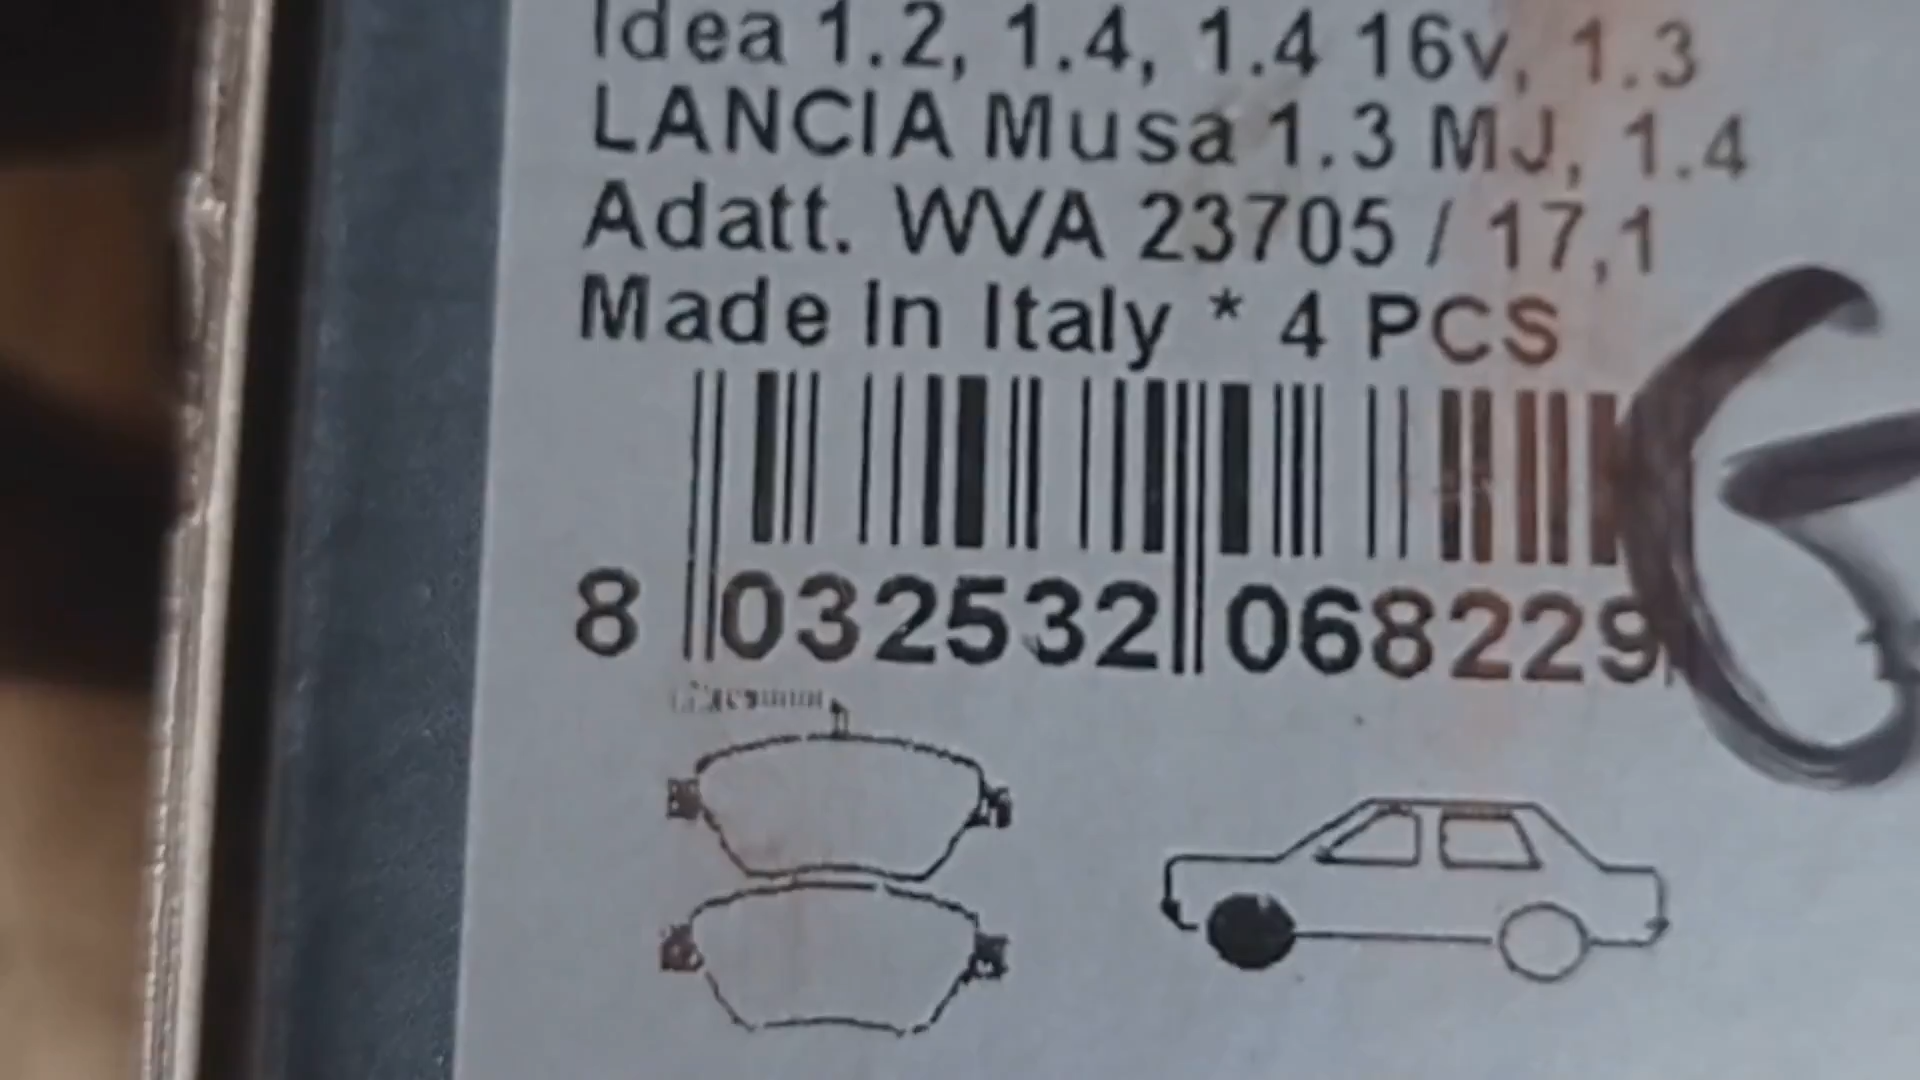 Idea 1.2, 1.4, 1.4 16v, 1.3
LANCIA Musa 1.3 MJ, 1.4
Adatt. WVA 23705 / 17,1
Made In Italy * 4 PCS
8 032532 068229